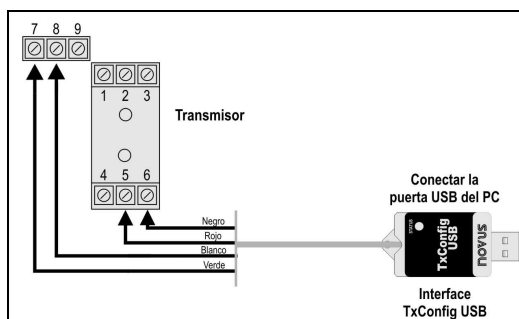 7 8 9
1 2 3
Transmisor
4 5 6
Negro
Rojo
Blanco
Verde
Conectar la
puerta USB del PC
STATUS
TxConfig
USB
NOVUS
Interface
TxConfig USB